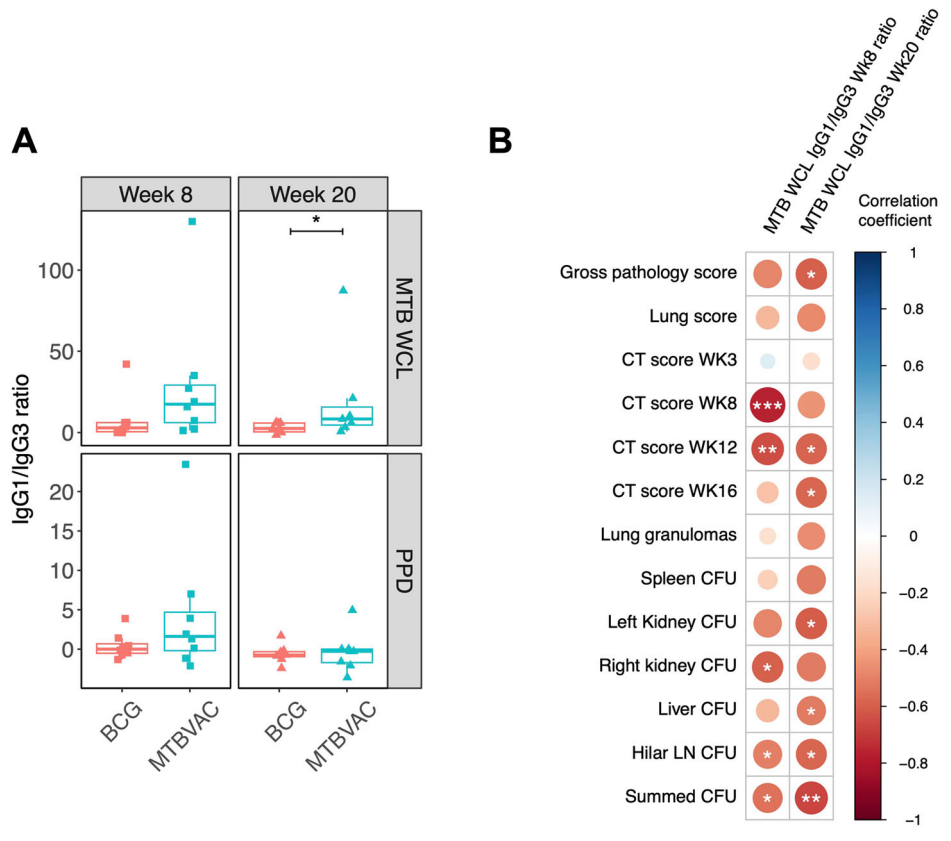 A
Week 8
Week 20
IgG1/IgG3 ratio
100
50
0
*
MTB WCL
20
15
10
5
0
PPD
BCG
MTBVAC
BCG
MTBVAC
B
MTB WCL IgG1/IgG3 Wk8 ratio
MTB WCL IgG1/IgG3 Wk20 ratio
Correlation
coefficient
Gross pathology score *
Lung score
CT score WK3
CT score WK8 ***
CT score WK12 ** *
CT score WK16 *
Lung granulomas
Spleen CFU
Left Kidney CFU *
Right kidney CFU *
Liver CFU *
Hilar LN CFU * *
Summed CFU * **
1
0.8
0.6
0.4
0.2
0
−0.2
−0.4
−0.6
−0.8
−1